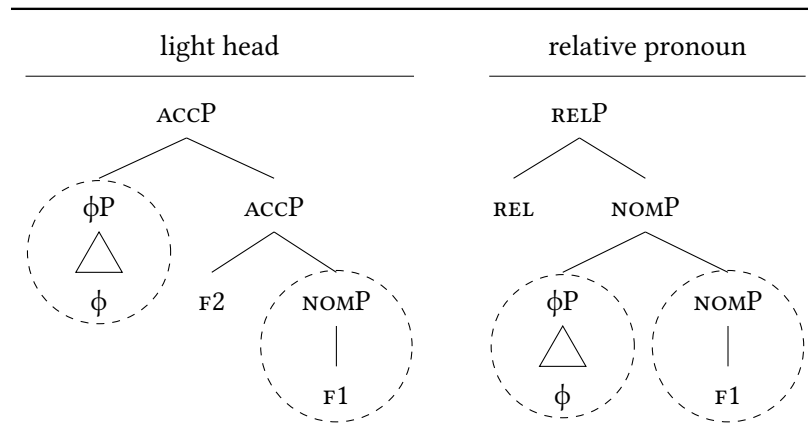 light head relative pronoun
ACCP RELP
ϕP ACCP REL NOMP
ϕ F2 NOMP ϕP NOMP
F1 ϕ F1